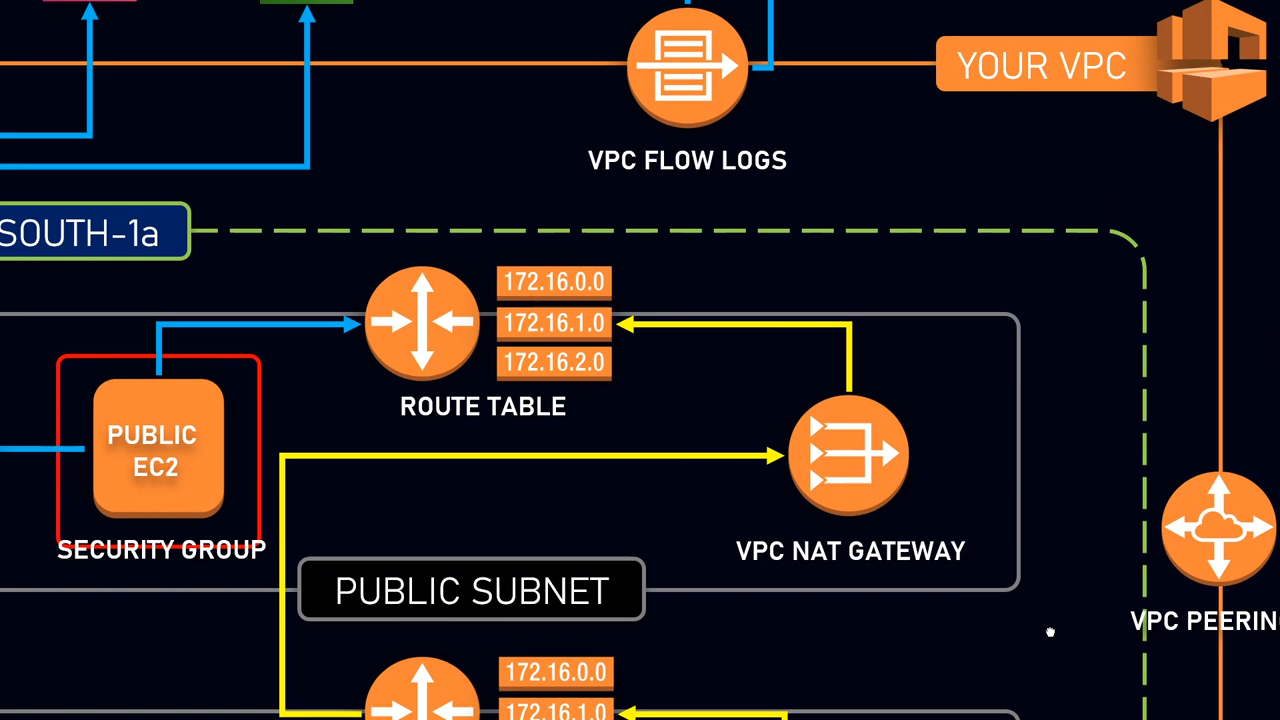 YOUR VPC
VPC FLOW LOGS
SOUTH-1a
172.16.0.0
172.16.1.0
172.16.2.0
ROUTE TABLE
PUBLIC
EC2
SECURITY GROUP
VPC NAT GATEWAY
PUBLIC SUBNET
VPC PEERIN
172.16.0.0
172.16.1.0